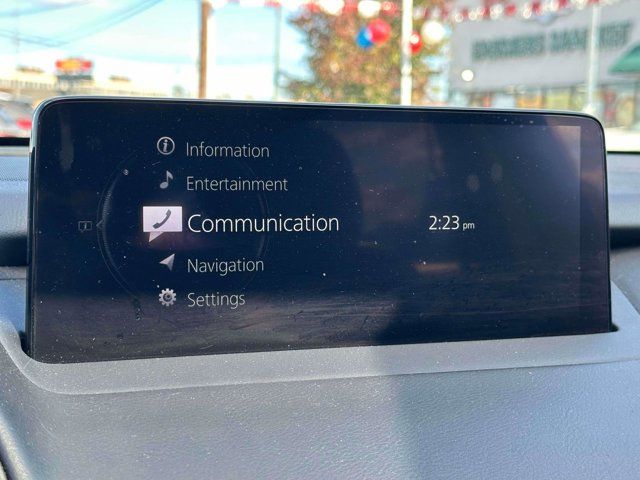 Information
Entertainment
Communication
2:23 pm
Navigation
Settings